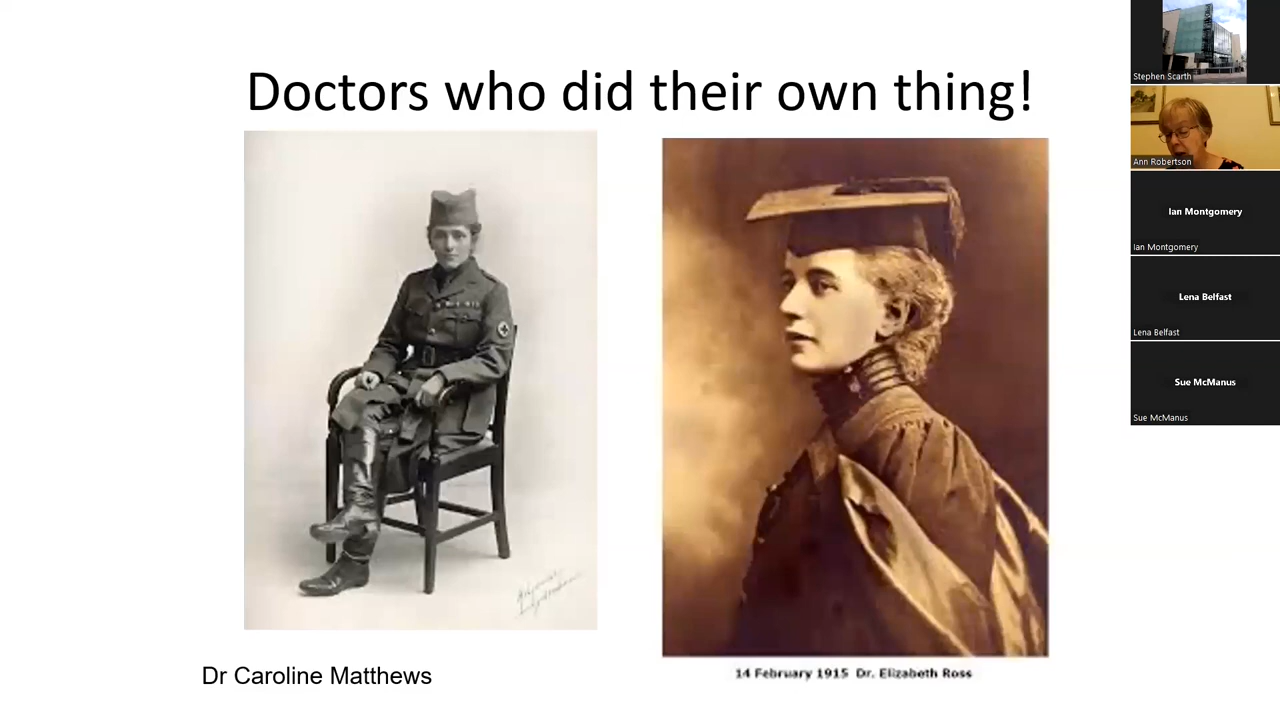 Doctors who did their own thing!
Dr Caroline Matthews
14 February 1915 Dr. Elizabeth Ross
Stephen Scarth
Ann Robertson
Ian Montgomery
Ian Montgomery
Lena Belfast
Lena Belfast
Sue McManus
Sue McManus